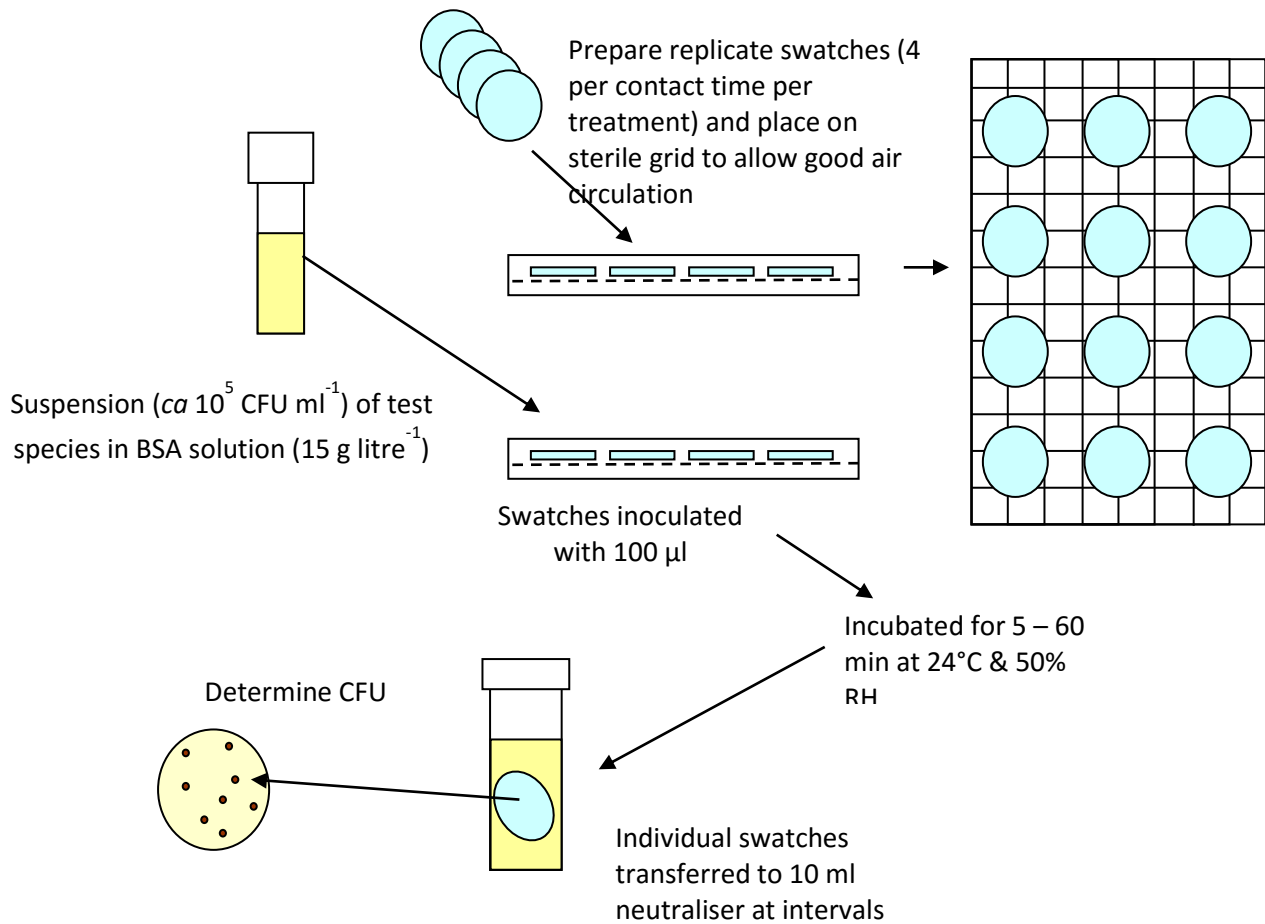 Prepare replicate swatches (4
per contact time per
treatment) and place on
sterile grid to allow good air
circulation
Suspension (ca 10⁵ CFU ml⁻¹) of test
species in BSA solution (15 g litre⁻¹)
Swatches inoculated
with 100 µl
Incubated for 5 – 60
min at 24°C & 50%
RH
Determine CFU
Individual swatches
transferred to 10 ml
neutraliser at intervals